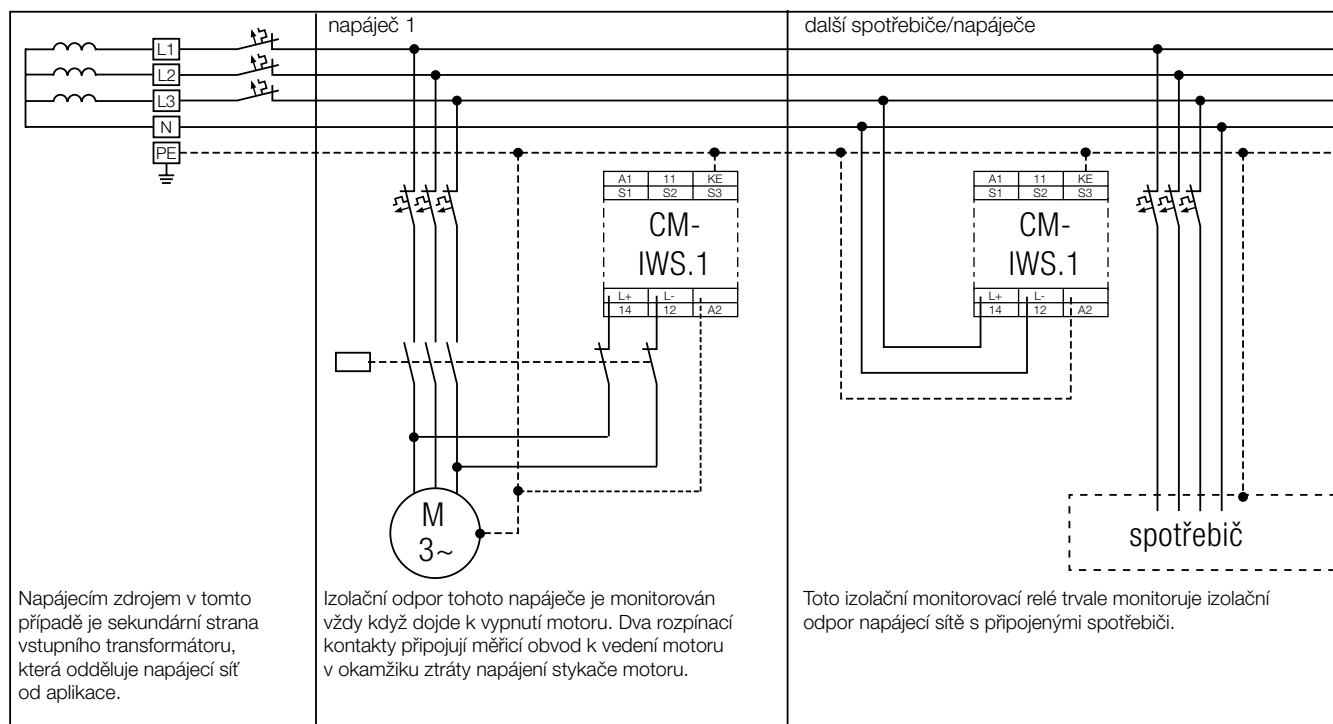 napáječ 1
další spotřebiče/napáječe
L1
L2
L3
N
PE
A1 11 KE
S1 S2 S3
CM-
IWS.1
L+ L-
14 12 A2
A1 11 KE
S1 S2 S3
CM-
IWS.1
L+ L-
14 12 A2
M
3~
spotřebič
Napájecím zdrojem v tomto
případě je sekundární strana
vstupního transformátoru,
která odděluje napájecí síť
od aplikace.
Izolační odpor tohoto napáječe je monitorován
vždy když dojde k vypnutí motoru. Dva rozpínací
kontakty připojují měřicí obvod k vedení motoru
v okamžiku ztráty napájení stykače motoru.
Toto izolační monitorovací relé trvale monitoruje izolační
odpor napájecí sítě s připojenými spotřebiči.